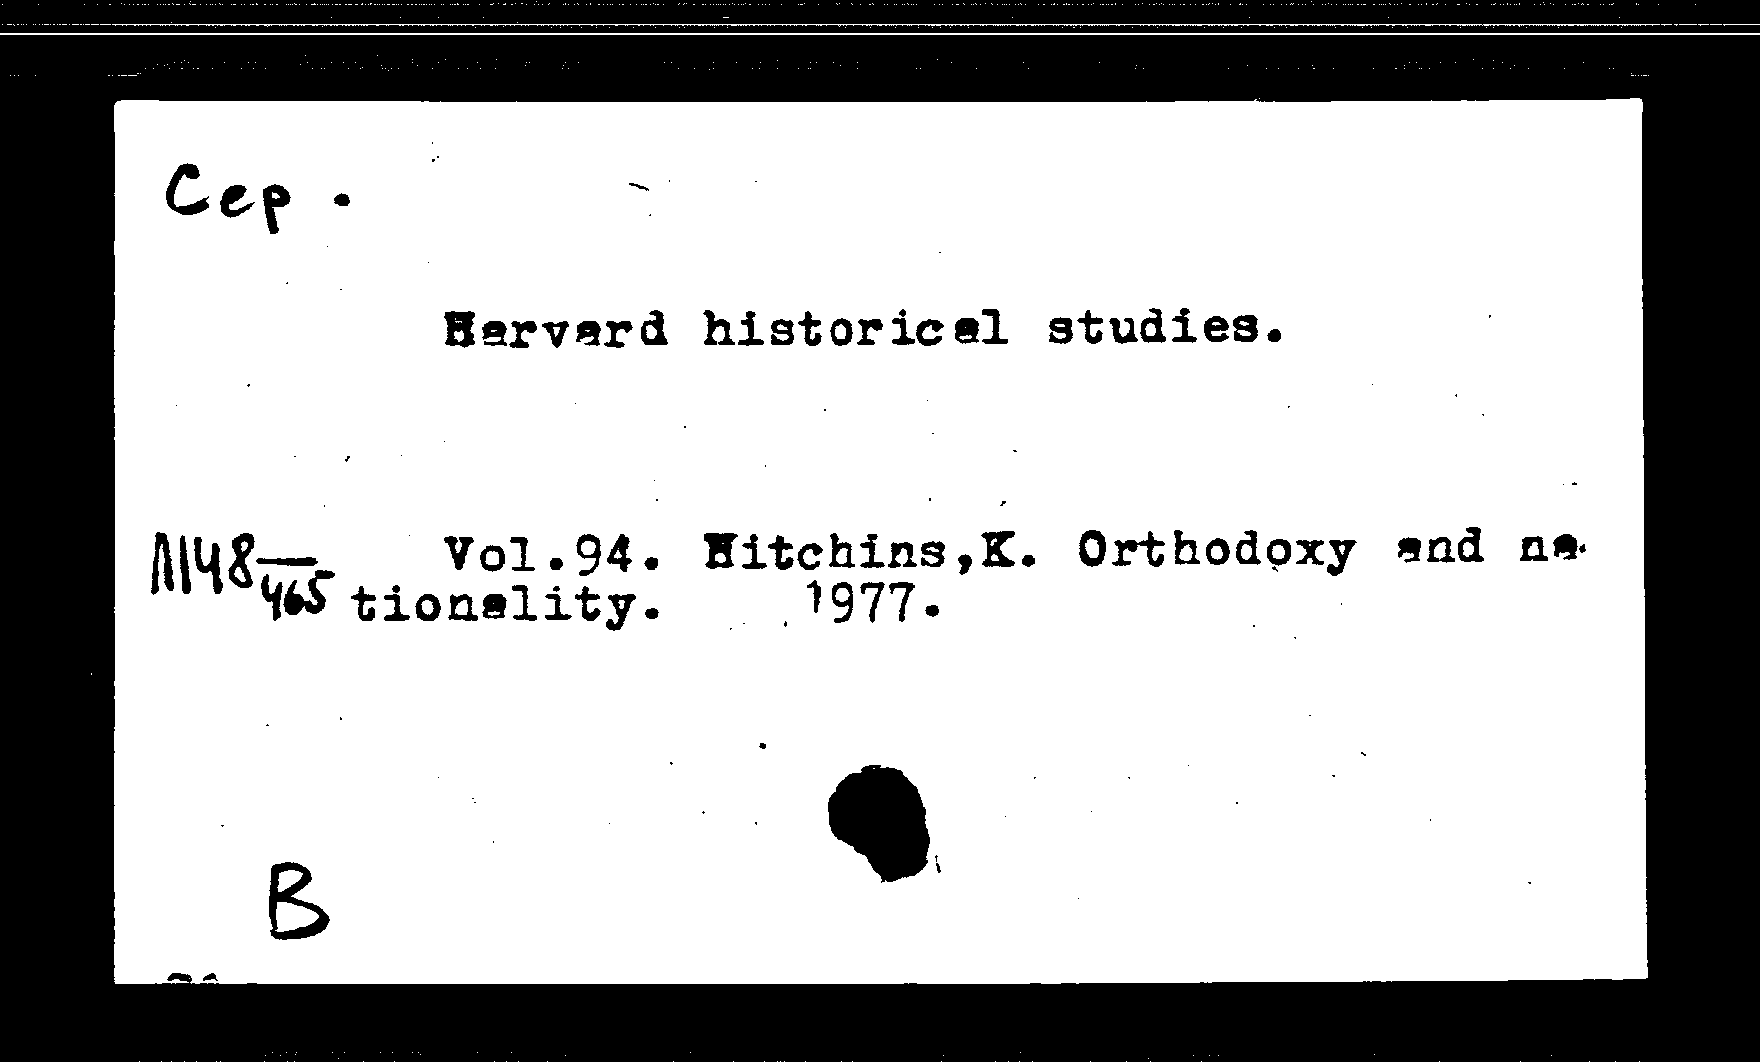 Сер.
Harvard historical studies.
Л148/465 Vol.94. Hitchins,K. Orthodoxy and na-
tionality. 1977.
В